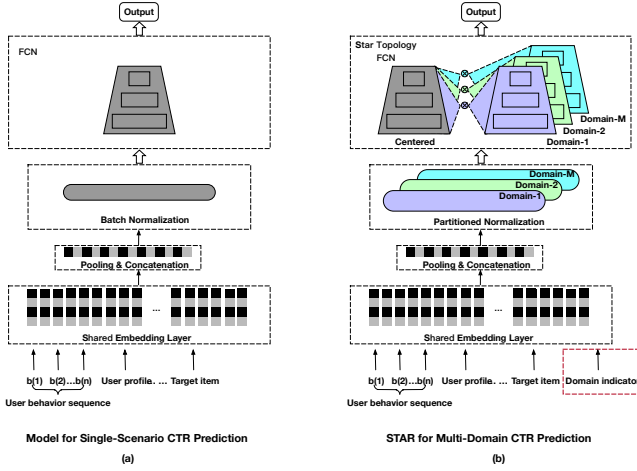 Output
FCN
Batch Normalization
Pooling & Concatenation
...
Shared Embedding Layer
b(1) b(2)...b(n) User profile... ... Target item
User behavior sequence
Model for Single-Scenario CTR Prediction
(a)
Output
Star Topology
FCN
Domain-M
Domain-2
Centered Domain-1
Domain-M
Domain-2
Domain-1
Partitioned Normalization
Pooling & Concatenation
...
Shared Embedding Layer
b(1) b(2)...b(n) User profile... ... Target item Domain indicator
User behavior sequence
STAR for Multi-Domain CTR Prediction
(b)